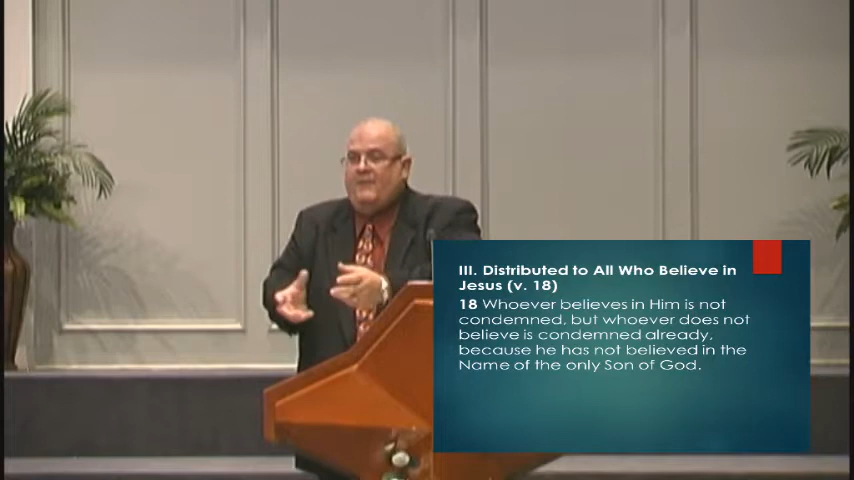 III. Distributed to All Who Believe in
Jesus (v. 18)
18 Whoever believes in Him is not
condemned, but whoever does not
believe is condemned already,
because he has not believed in the
Name of the only Son of God.